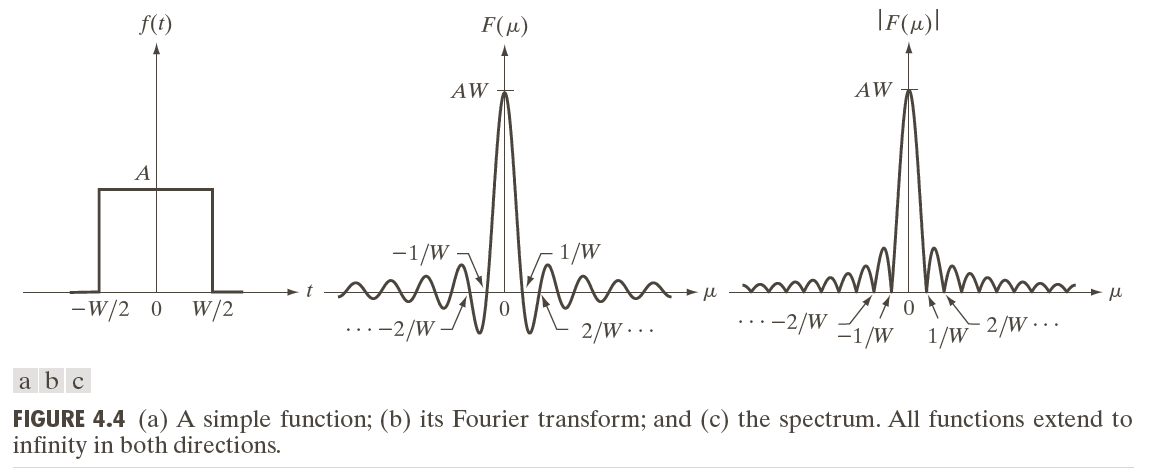 f(t)
A
−W/2 0 W/2
t
F(μ)
AW
−1/W
1/W
0
μ
· · · −2/W
2/W · · ·
|F(μ)|
AW
0
μ
· · · −2/W
−1/W
1/W
2/W · · ·
a b c
FIGURE 4.4 (a) A simple function; (b) its Fourier transform; and (c) the spectrum. All functions extend to
infinity in both directions.